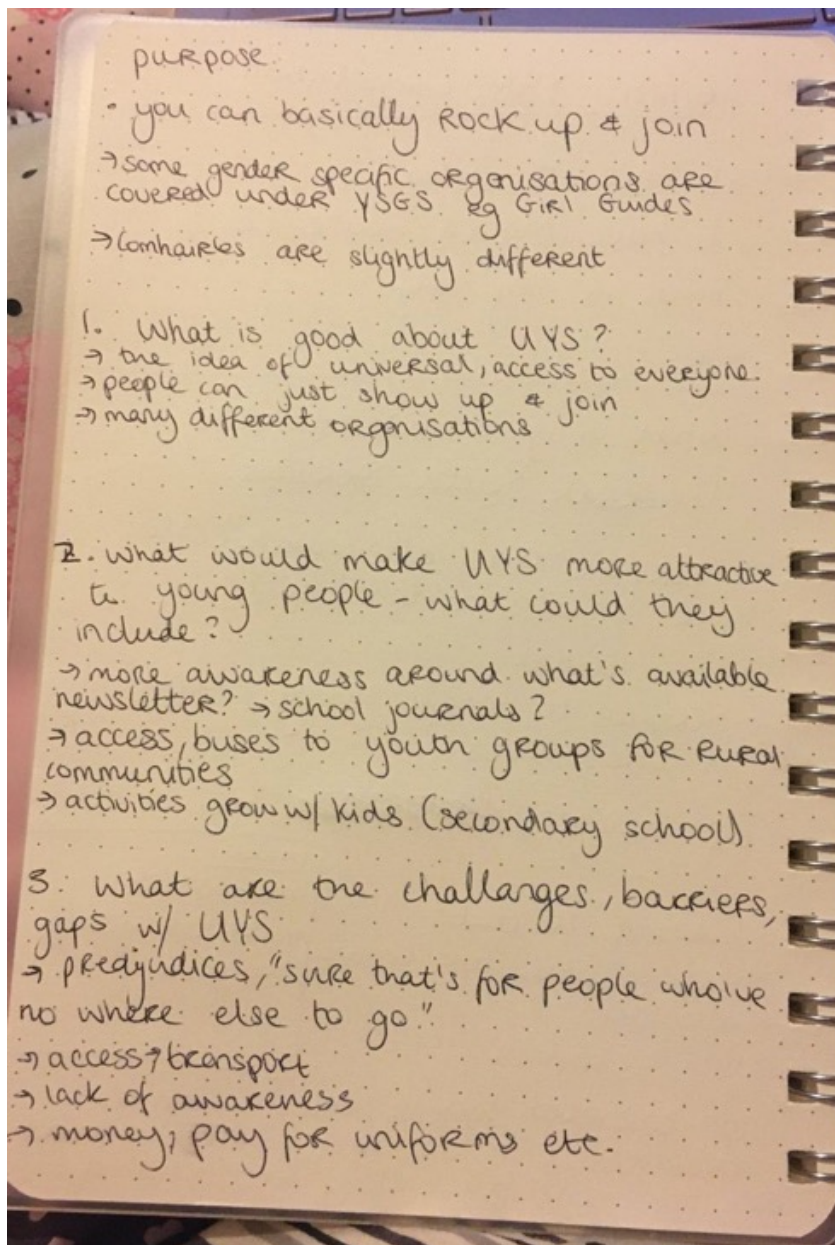 purpose
• you can basically rock up & join
→ some gender specific organisations are
covered under YSGS eg Girl Guides
→ Comhairles are slightly different
1. What is good about UYS?
→ the idea of universal, access to everyone.
→ people can just show up & join
→ many different organisations
2. What would make UYS more attractive
to young people - what could they
include?
→ more awareness around what's available
newsletter? → school journals?
→ access, buses to youth groups for rural
communities
→ activities grow w/ kids (secondary school)
3. What are the challanges, barriers,
gaps w/ UYS
→ predjudices, "sure that's for people who've
no where else to go"
→ access → transport
→ lack of awareness
→ money, pay for uniforms etc.